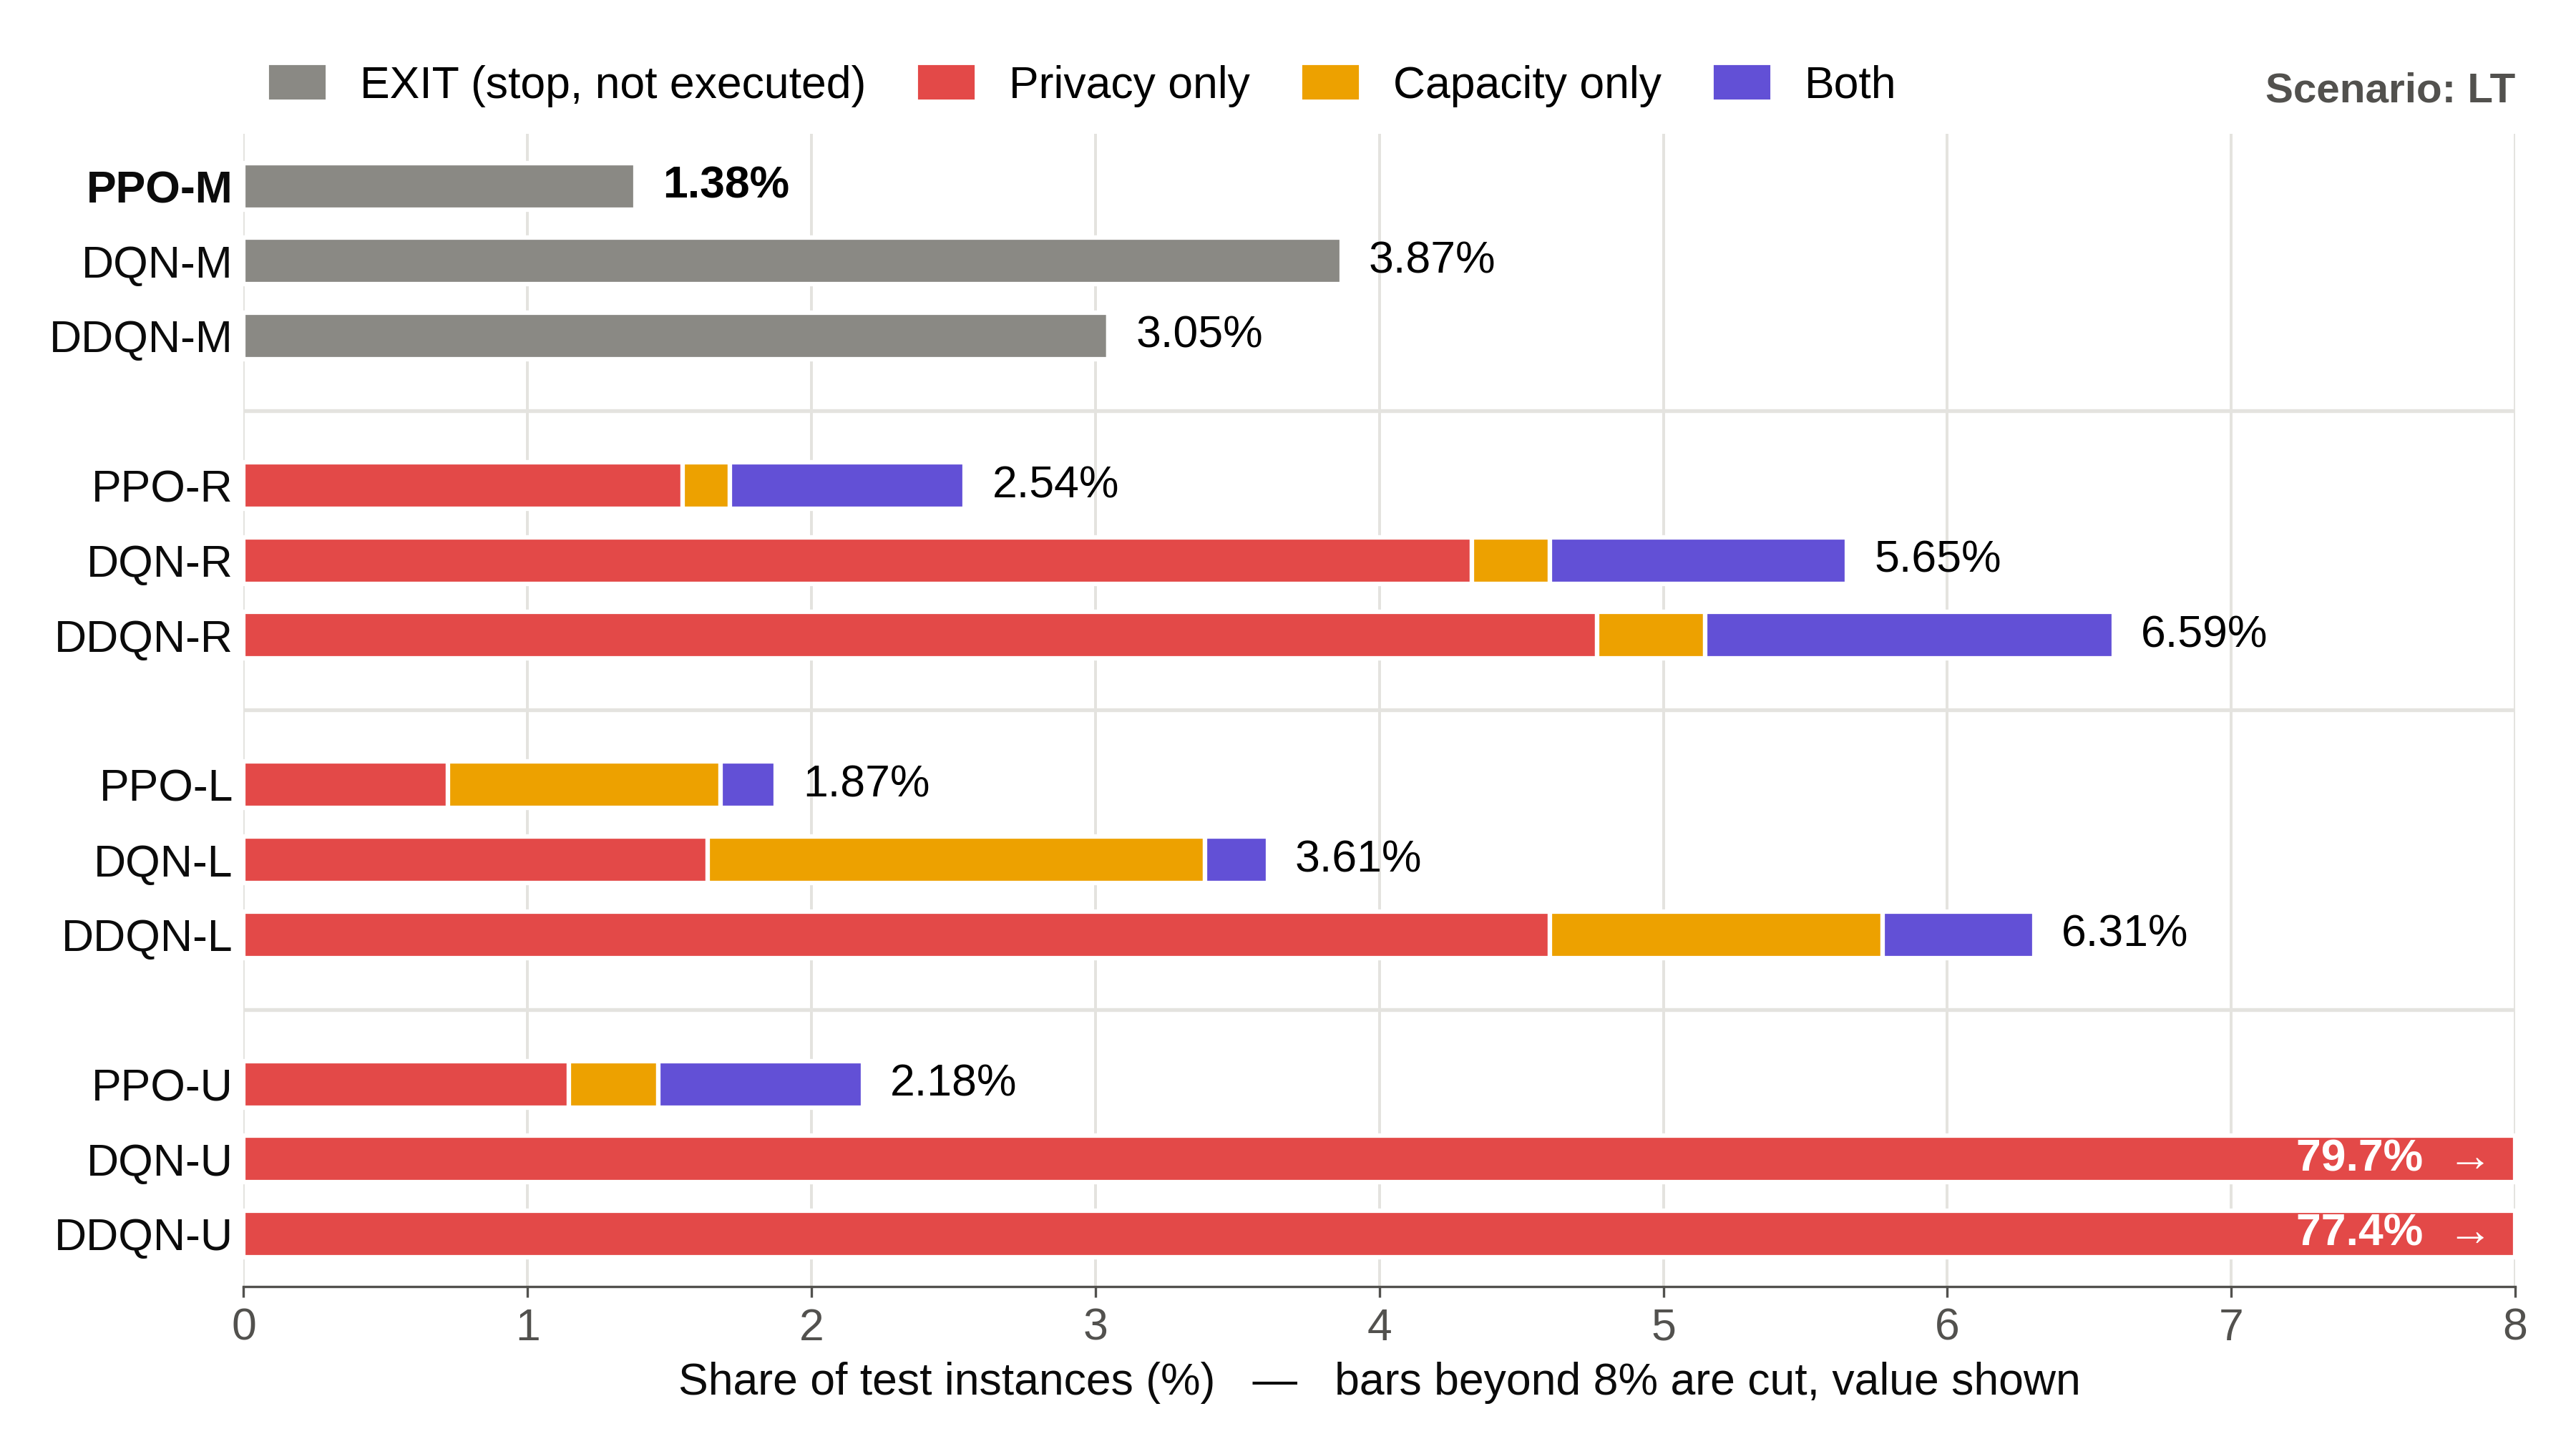 EXIT (stop, not executed) Privacy only Capacity only Both Scenario: LT
PPO-M 1.38%
DQN-M 3.87%
DDQN-M 3.05%
PPO-R 2.54%
DQN-R 5.65%
DDQN-R 6.59%
PPO-L 1.87%
DQN-L 3.61%
DDQN-L 6.31%
PPO-U 2.18%
DQN-U 79.7% →
DDQN-U 77.4% →
0 1 2 3 4 5 6 7 8
Share of test instances (%) — bars beyond 8% are cut, value shown